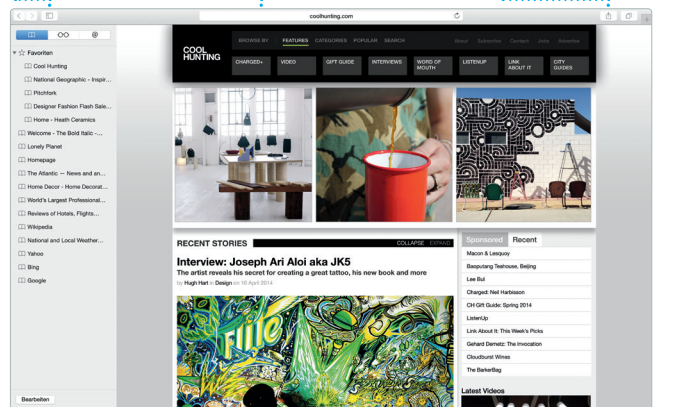 coolhunting.com
@
Favoriten
Cool Hunting
National Geographic - Inspir...
Pitchfork
Designer Fashion Flash Sale...
Home - Heath Ceramics
Welcome - The Bold Italic -...
Lonely Planet
Homepage
The Atlantic — News and an...
Home Decor - Home Decorat...
World's Largest Professional...
Reviews of Hotels, Flights...
Wikipedia
National and Local Weather...
Yahoo
Bing
Google
Bearbeiten
COOL
HUNTING
BROWSE BY FEATURES CATEGORIES POPULAR SEARCH
About Subscribe Contact Jobs Advertise
CHARGED+ VIDEO GIFT GUIDE INTERVIEWS WORD OF MOUTH LISTENUP LINK ABOUT IT CITY GUIDES
RECENT STORIES COLLAPSE EXPAND
Interview: Joseph Ari Aloi aka JK5
The artist reveals his secret for creating a great tattoo, his new book and more
by Hugh Hart in Design on 16 April 2014
Sponsored Recent
Macon & Lesquoy
Baoputang Teahouse, Beijing
Lee Bul
Charged: Neil Harbisson
CH Gift Guide: Spring 2014
ListenUp
Link About It: This Week's Picks
Gehard Demetz: The Invocation
Cloudburst Wines
The BarkerBag
Latest Videos